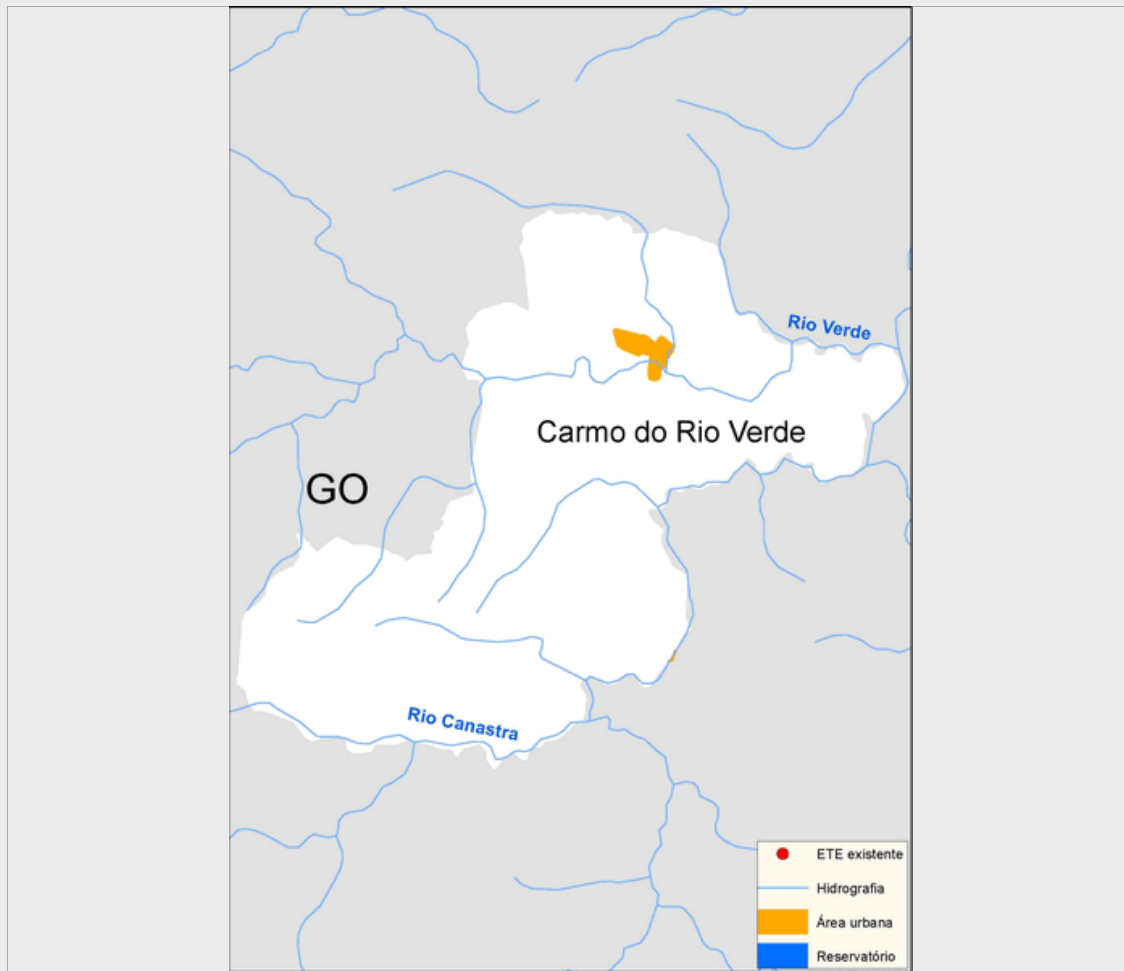 Rio Verde
Carmo do Rio Verde
GO
Rio Canastra
ETE existente
Hidrografia
Área urbana
Reservatório